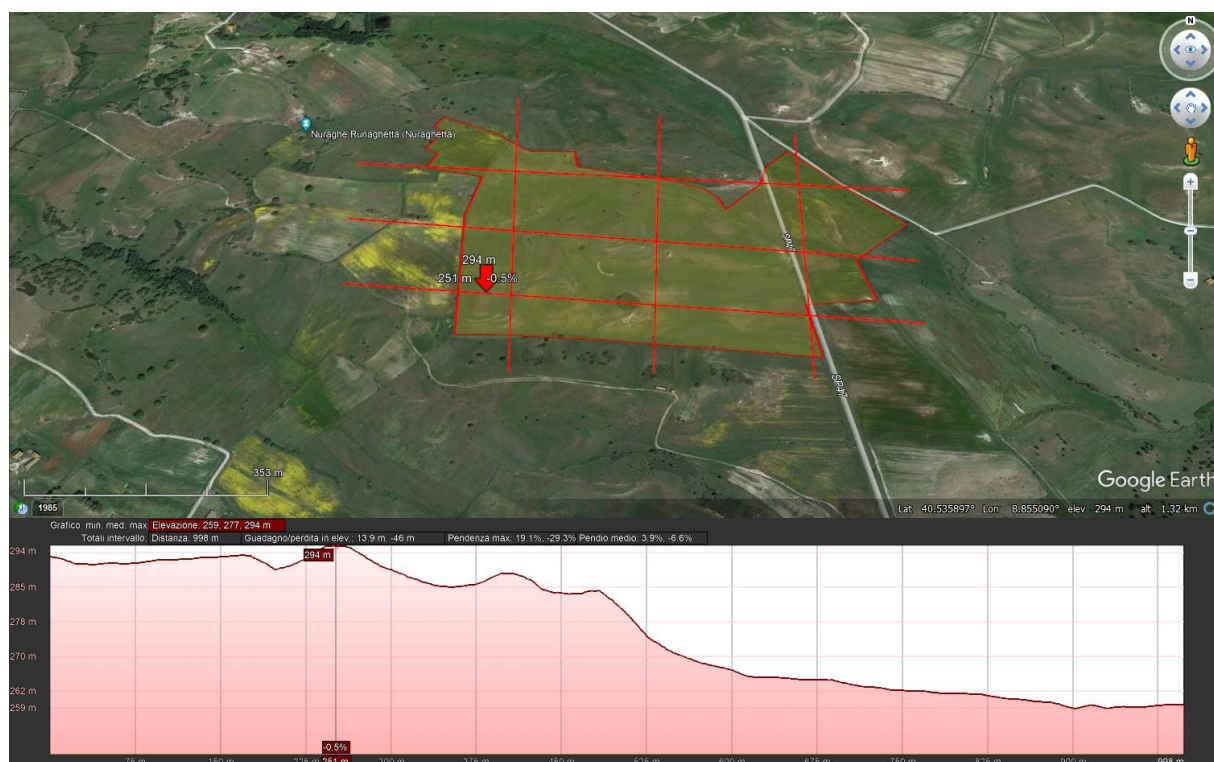 N
Nuraghe Runaghetta (Nuraghetta)
SP47
294 m
251 m -0.5%
SP47
353 m
Google Earth
1985
Lat 40.535897° Lon 8.855090° elev 294 m alt 1.32 km
Grafico: min. med. max. Elevazione: 259, 277, 294 m
Totali intervallo: Distanza: 998 m Guadagno/perdita in elev.: 13.9 m, -46 m Pendenza max: 19.1%, -29.3% Pendio medio: 3.9%, -6.6%
294 m
294 m
285 m
278 m
270 m
262 m
259 m
-0.5%
75 m 150 m 225 m 251 m 300 m 375 m 450 m 525 m 600 m 675 m 750 m 825 m 900 m 998 m